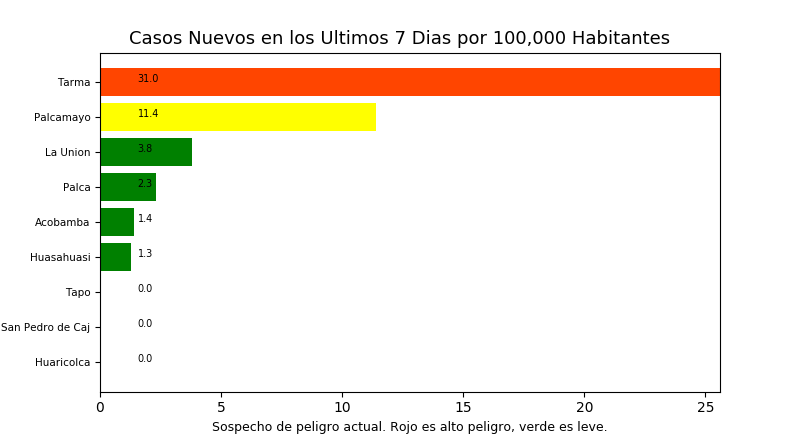 Casos Nuevos en los Ultimos 7 Dias por 100,000 Habitantes
Tarma 31.0
Palcamayo 11.4
La Union 3.8
Palca 2.3
Acobamba 1.4
Huasahuasi 1.3
Tapo 0.0
San Pedro de Caj 0.0
Huaricolca 0.0
0 5 10 15 20 25
Sospecho de peligro actual. Rojo es alto peligro, verde es leve.